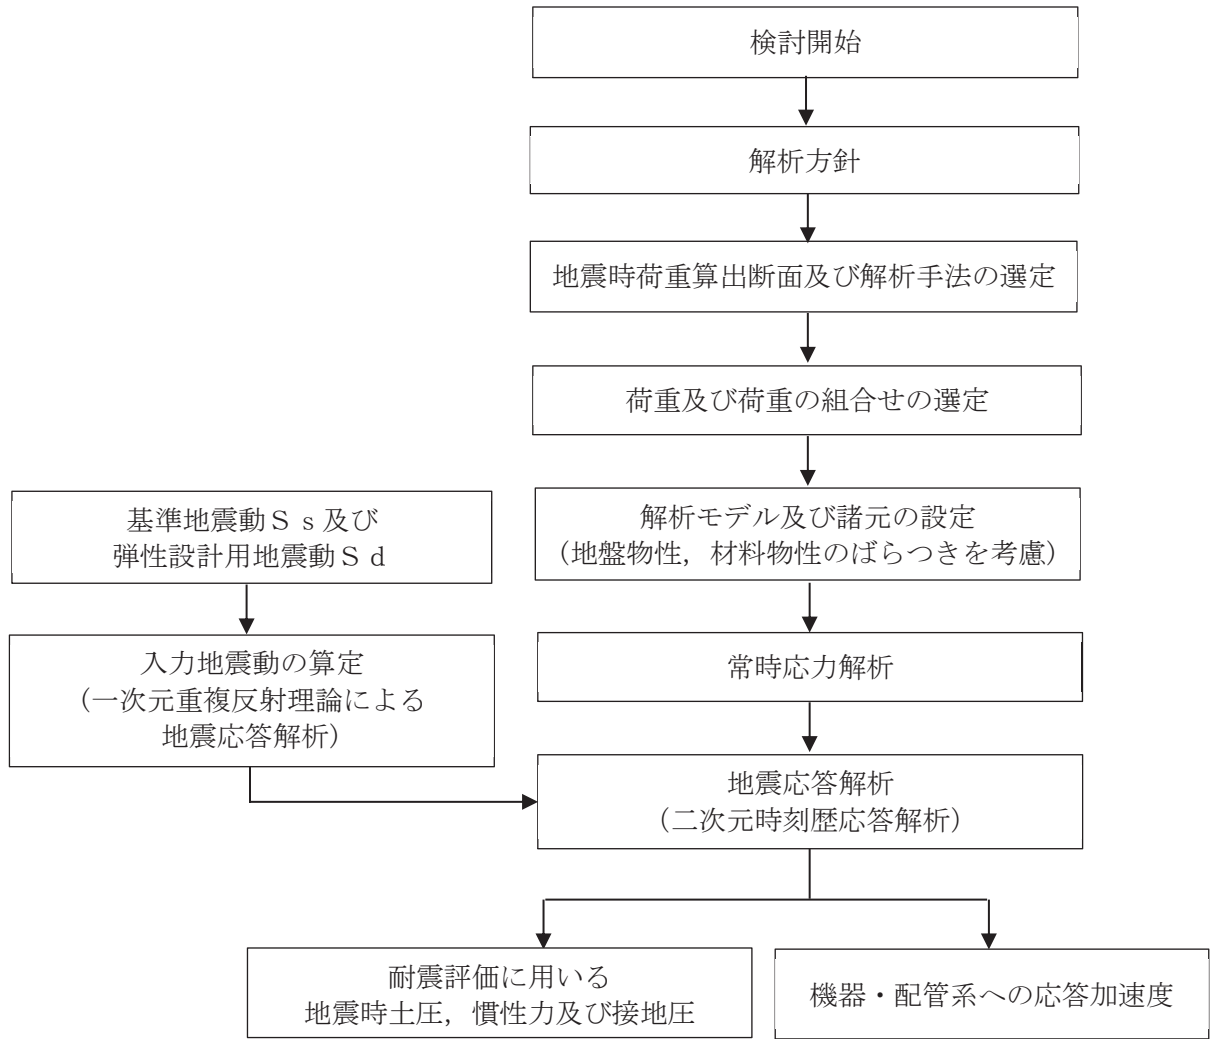 検討開始
解析方針
地震時荷重算出断面及び解析手法の選定
荷重及び荷重の組合せの選定
基準地震動Ｓｓ及び
弾性設計用地震動Ｓｄ
解析モデル及び諸元の設定
（地盤物性，材料物性のばらつきを考慮）
入力地震動の算定
（一次元重複反射理論による
地震応答解析）
常時応力解析
地震応答解析
（二次元時刻歴応答解析）
耐震評価に用いる
地震時土圧，慣性力及び接地圧
機器・配管系への応答加速度